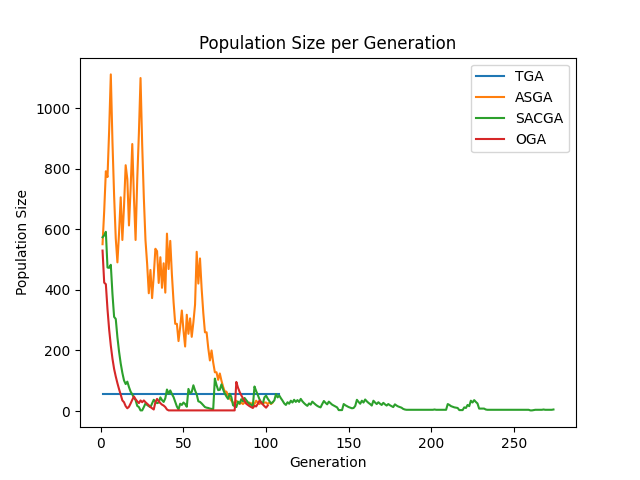 Population Size per Generation
TGA
ASGA
SACGA
OGA
Population Size
1000
800
600
400
200
0
0 50 100 150 200 250
Generation